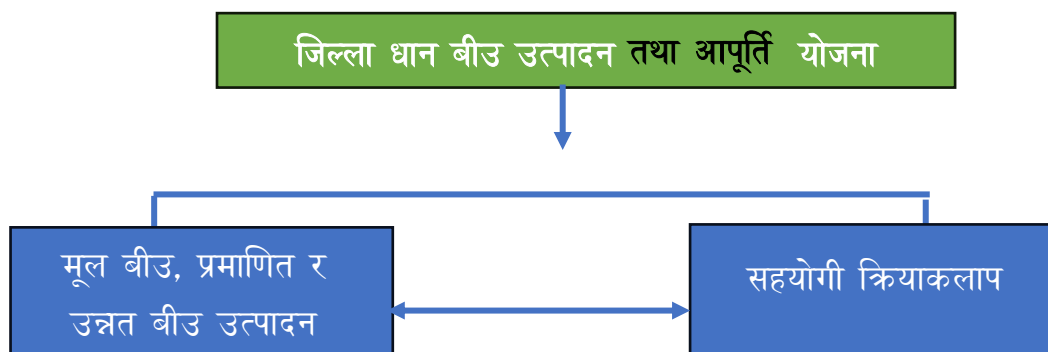 जिल्ला धान बीउ उत्पादन तथा आपूर्ति योजना
मूल बीउ, प्रमाणित र
उन्नत बीउ उत्पादन
सहयोगी क्रियाकलाप